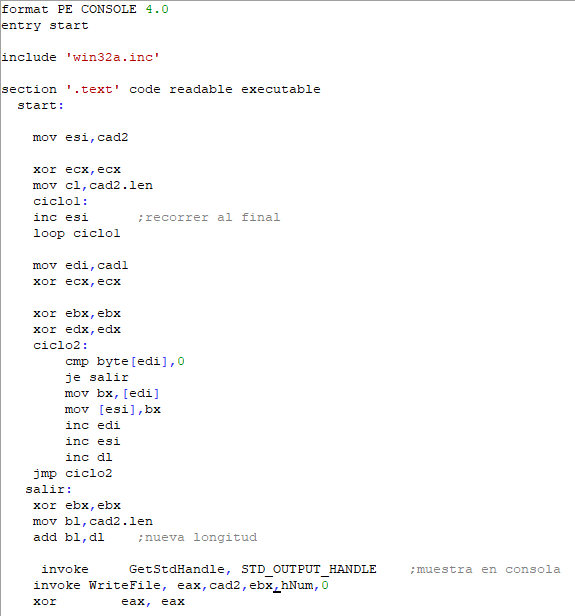 format PE CONSOLE 4.0
entry start
include 'win32a.inc'
section '.text' code readable executable
start:
mov esi,cad2
xor ecx,ecx
mov cl,cad2.len
ciclo1:
inc esi ;recorrer al final
loop ciclo1
mov edi,cad1
xor ecx,ecx
xor ebx,ebx
xor edx,edx
ciclo2:
cmp byte[edi],0
je salir
mov bx,[edi]
mov [esi],bx
inc edi
inc esi
inc dl
jmp ciclo2
salir:
xor ebx,ebx
mov bl,cad2.len
add bl,dl ;nueva longitud
invoke GetStdHandle, STD_OUTPUT_HANDLE ;muestra en consola
invoke WriteFile, eax,cad2,ebx,hNum,0
xor eax, eax